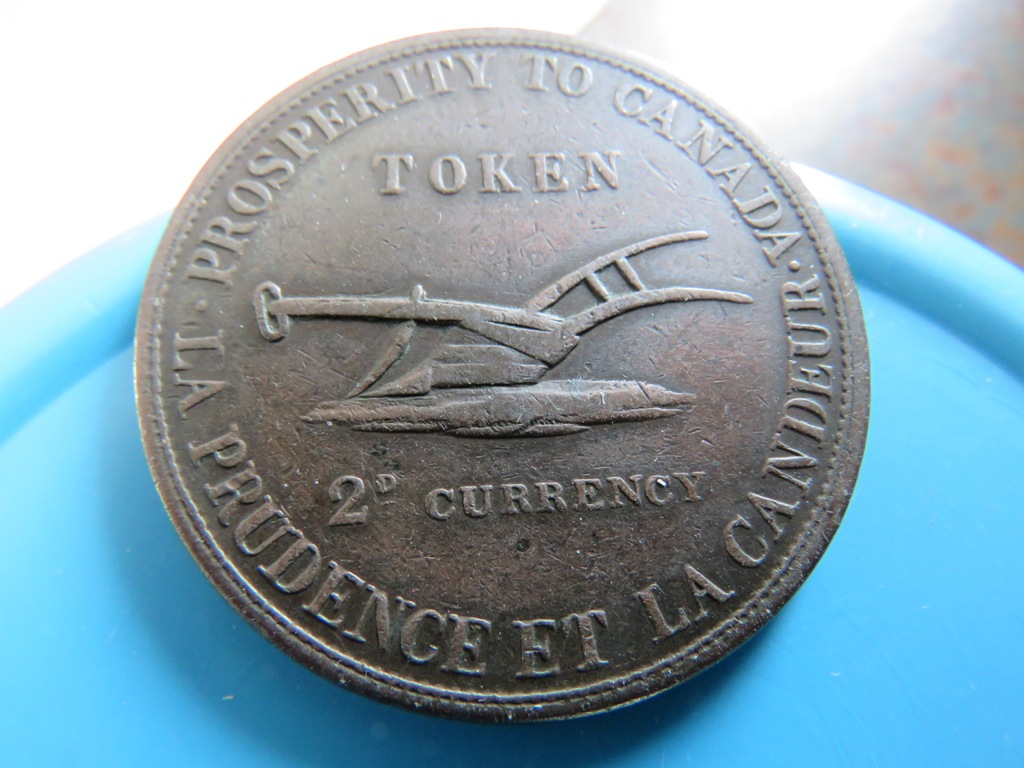 · PROSPERITY TO CANADA ·
TOKEN
2D CURRENCY
LA PRUDENCE ET LA CANDEUR